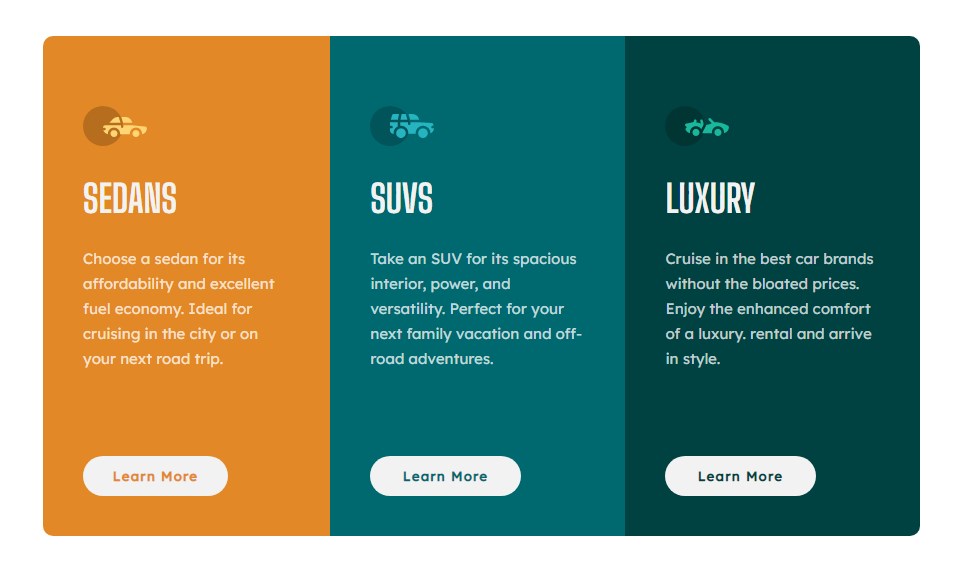 SEDANS
Choose a sedan for its
affordability and excellent
fuel economy. Ideal for
cruising in the city or on
your next road trip.
Learn More
SUVS
Take an SUV for its spacious
interior, power, and
versatility. Perfect for your
next family vacation and off-
road adventures.
Learn More
LUXURY
Cruise in the best car brands
without the bloated prices.
Enjoy the enhanced comfort
of a luxury. rental and arrive
in style.
Learn More